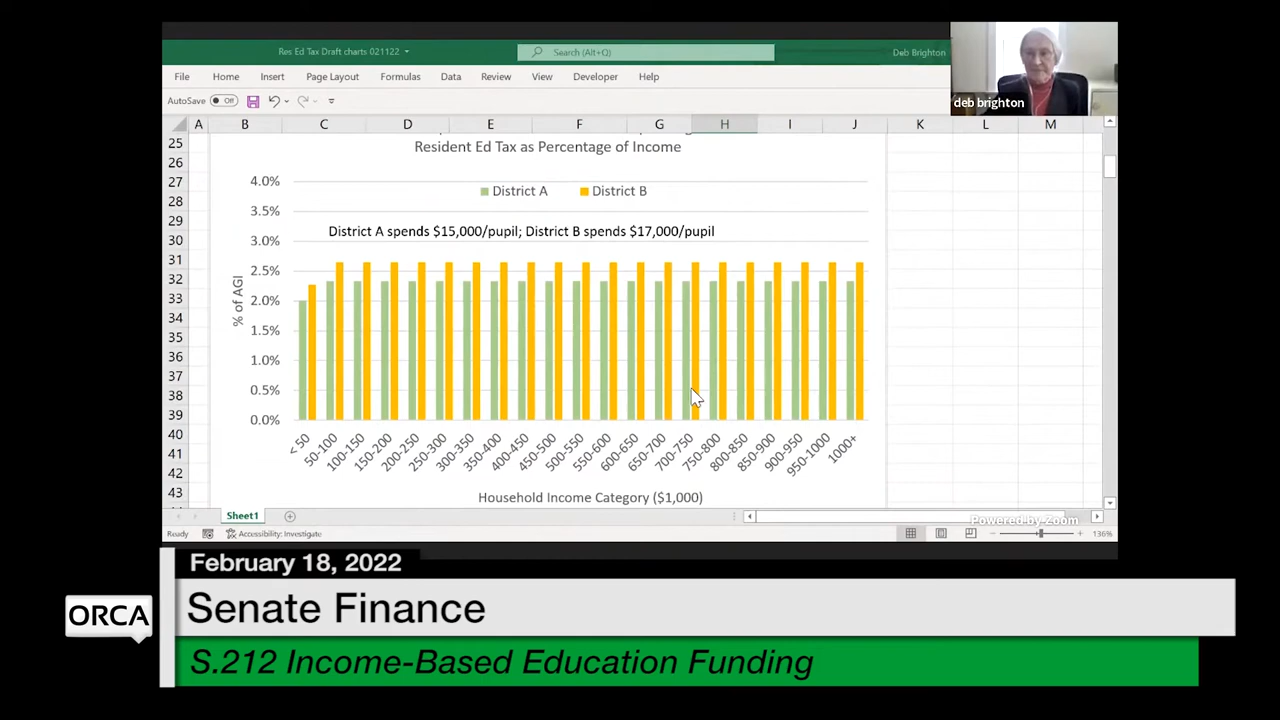 Res Ed Tax Draft charts 021122
Search (Alt+Q)
Deb Brighton
File Home Insert Page Layout Formulas Data Review View Developer Help
AutoSave Off
deb brighton
A B C D E F G H I J K L M
25
26
27
28
29
30
31
32
33
34
35
36
37
38
39
40
41
42
43
Resident Ed Tax as Percentage of Income
District A District B
District A spends $15,000/pupil; District B spends $17,000/pupil
4.0%
3.5%
3.0%
2.5%
2.0%
1.5%
1.0%
0.5%
0.0%
% of AGI
< 50 50-100 100-150 150-200 200-250 250-300 300-350 350-400 400-450 450-500 500-550 550-600 600-650 650-700 700-750 750-800 800-850 850-900 900-950 950-1000 1000+
Household Income Category ($1,000)
Sheet1
Powered by Zoom
Ready Accessibility: Investigate
136%
February 18, 2022
ORCA
Senate Finance
S.212 Income-Based Education Funding